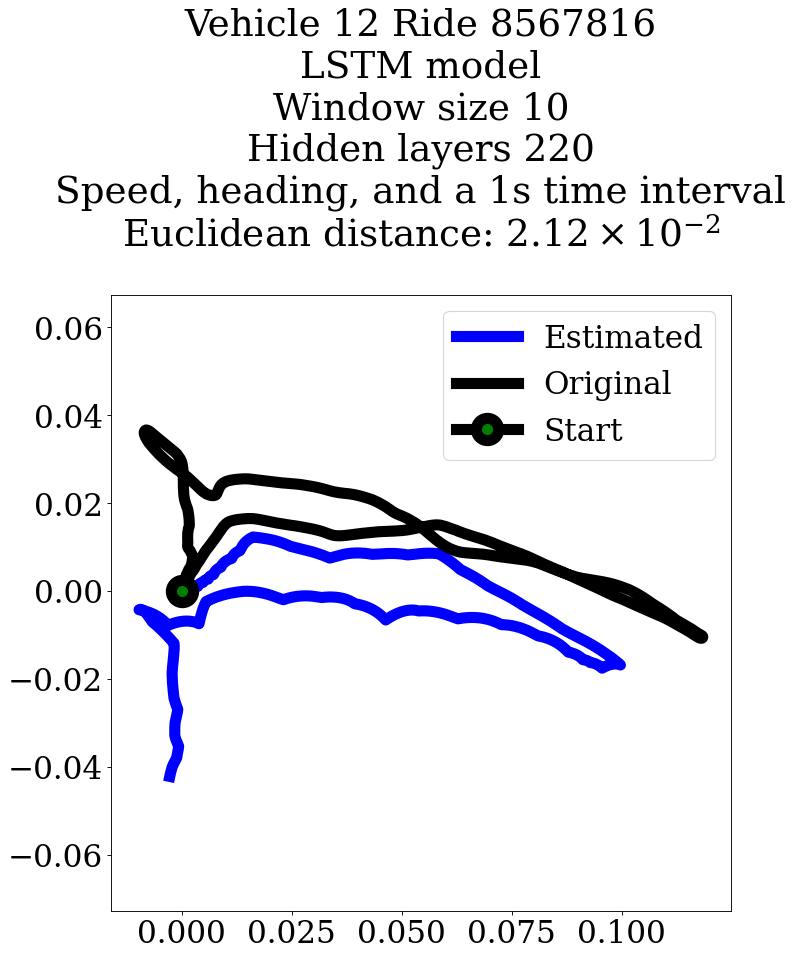 Vehicle 12 Ride 8567816
LSTM model
Window size 10
Hidden layers 220
Speed, heading, and a 1s time interval
Euclidean distance: 2.12 × 10⁻²
Estimated
Original
Start
0.06
0.04
0.02
0.00
−0.02
−0.04
−0.06
0.000 0.025 0.050 0.075 0.100